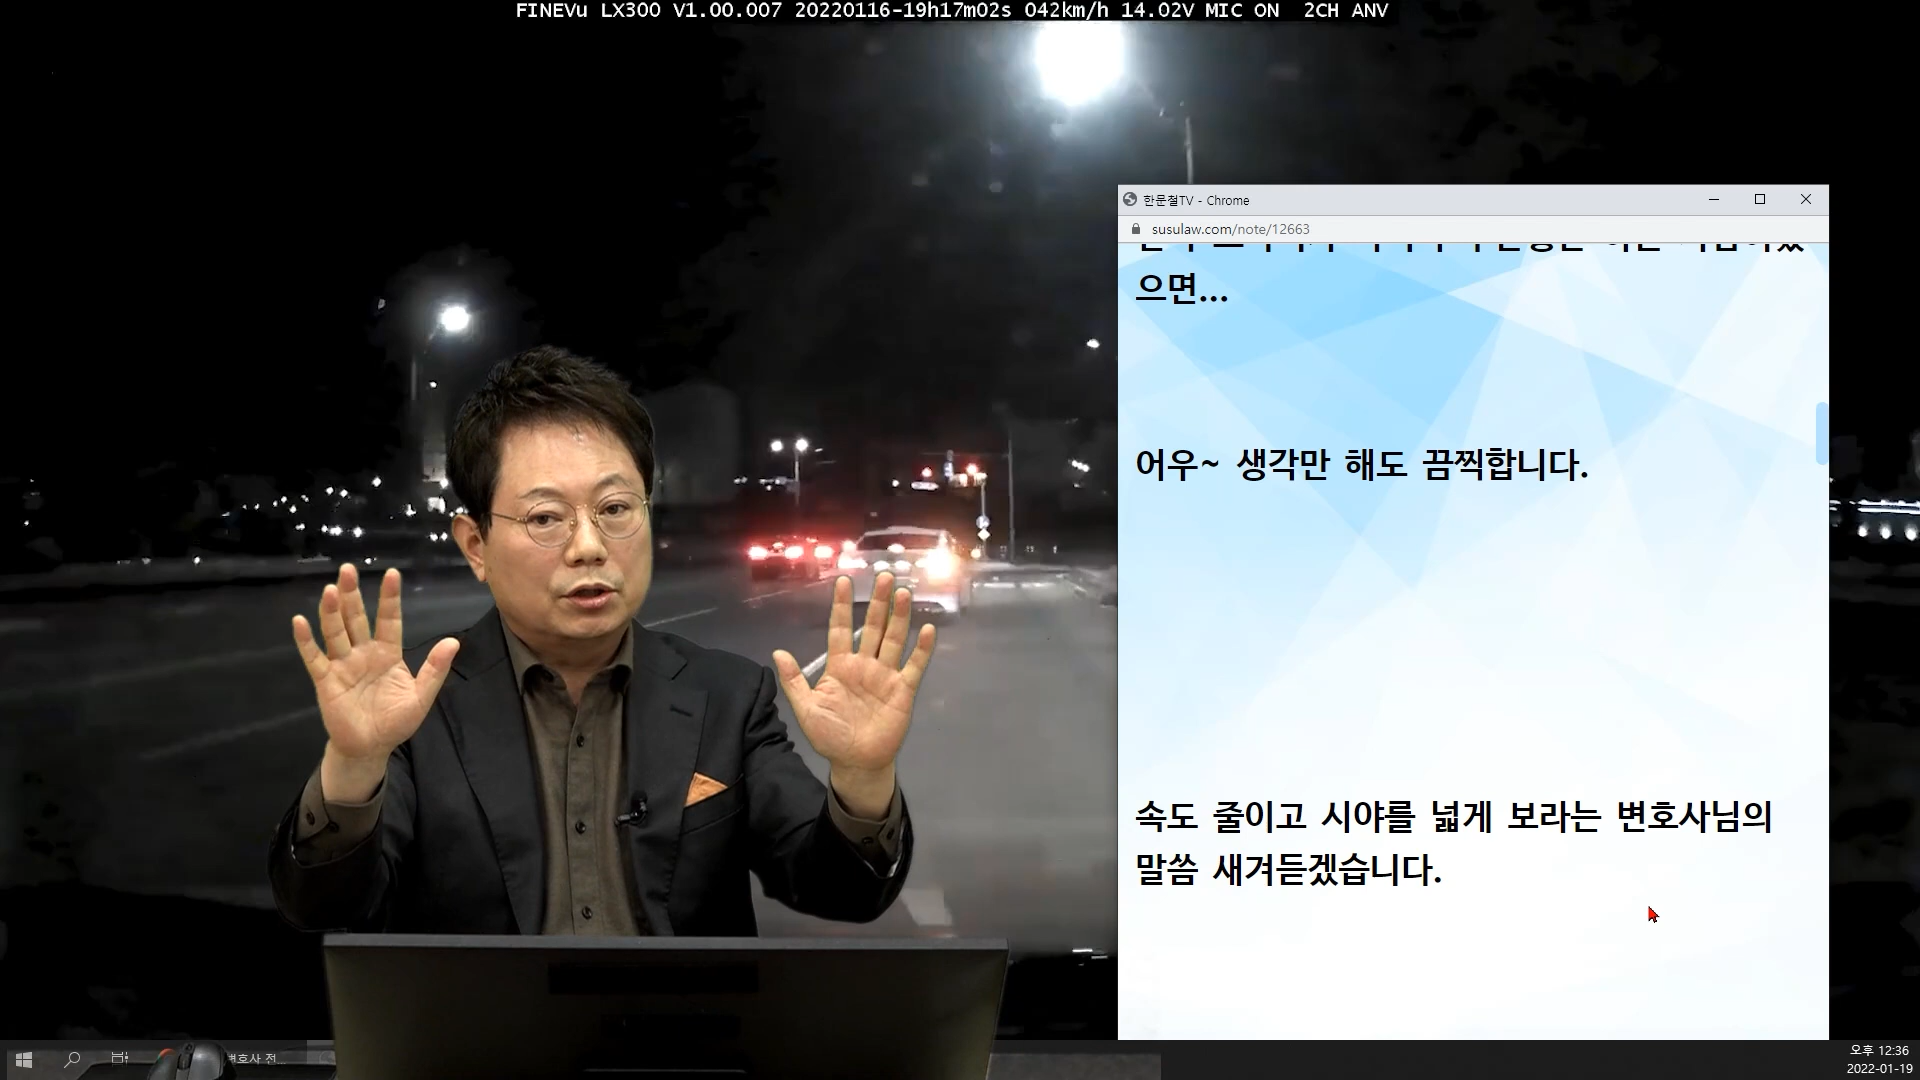 FINEVu LX300 V1.00.007 20220116-19h17m02s 042km/h 14.02V MIC ON 2CH ANV
한문철TV - Chrome
susulaw.com/note/12663
으면...
어우~ 생각만 해도 끔찍합니다.
속도 줄이고 시야를 넓게 보라는 변호사님의
말씀 새겨듣겠습니다.
오후 12:36
2022-01-19